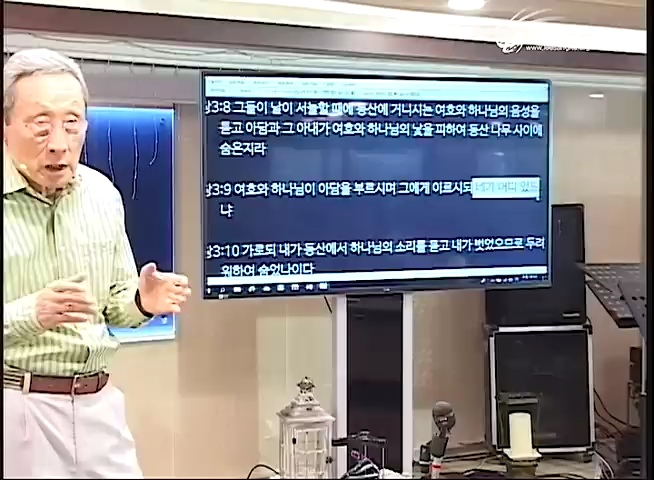 3:8 그들이 날이 서늘할 때에 동산에 거니시는 여호와 하나님의 음성을
듣고 아담과 그 아내가 여호와 하나님의 낯을 피하여 동산 나무 사이에
숨은지라
3:9 여호와 하나님이 아담을 부르시며 그에게 이르시되 네가 어디 있느
냐
3:10 가로되 내가 동산에서 하나님의 소리를 듣고 내가 벗었으므로 두려
워하여 숨었나이다